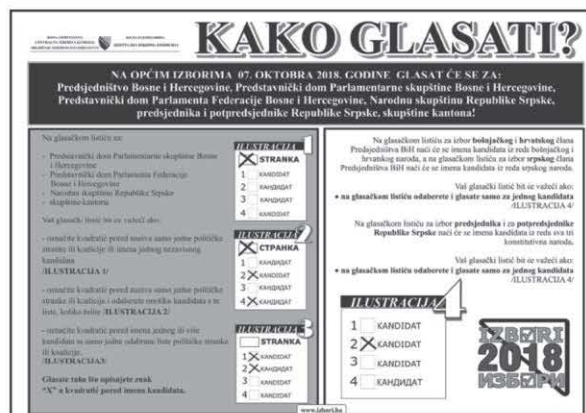 KAKO GLASATI?
NA OPĆIM IZBORIMA 07. OKTOBRA 2018. GODINE GLASAT ĆE SE ZA:
Predsjedništvo Bosne i Hercegovine, Predstavnički dom Parlamentarne skupštine Bosne i Hercegovine,
Predstavnički dom Parlamenta Federacije Bosne i Hercegovine, Narodnu skupštinu Republike Srpske,
predsjednika i potpredsjednike Republike Srpske, skupštine kantona!
Na glasačkom listiću za:
- Predstavnički dom Parlamentarne skupštine Bosne
i Hercegovine
- Predstavnički dom Parlamenta Federacije
Bosne i Hercegovine
- Narodnu skupštinu Republike Srpske
- skupštine kantona
Vaš glasački listić bit će važeći ako:
- označite kvadratić pored naziva samo jedne političke
stranke ili koalicije ili imena jednog nezavisnog
kandidata
/ILUSTRACIJA 1/
- označite kvadratić pored naziva samo jedne političke
stranke ili koalicije i odaberete onoliko kandidata s te
liste, koliko želite /ILUSTRACIJA 2/
- označite kvadratić pored imena jednog ili više
kandidata u samo jednoj odabranoj listi političke stranke
ili koalicije.
/ILUSTRACIJA3/
Glasate tako što upisujete znak
"X" u kvadratić pored imena kandidata.
ILUSTRACIJA 1
STRANKA
1 KANDIDAT
2 КАНДИДАТ
3 КАНДИДАТ
4 KANDIDAT
ILUSTRACIJA 2
СТРАНКА
1 КАНДИДАТ
2 KANDIDAT
3 KANDIDAT
4 КАНДИДАТ
ILUSTRACIJA 3
STRANKA
1 KANDIDAT
2 КАНДИДАТ
3 KANDIDAT
4 KANDIDAT
Na glasačkom listiću za izbor bošnjačkog i hrvatskog člana
Predsjedništva BiH naći će se imena kandidata iz reda bošnjačkog i
hrvatskog naroda, a na glasačkom listiću za izbor srpskog člana
Predsjedništva BiH naći će se imena kandidata iz reda srpskog naroda.
Vaš glasački listić bit će važeći ako:
• na glasačkom listiću odaberete i glasate samo za jednog kandidata
/ILUSTRACIJA 4/
Na glasačkom listiću za izbor predsjednika i za potpredsjednike
Republike Srpske naći će se imena kandidata iz reda sva tri
konstitutivna naroda.
Vaš glasački listić bit će važeći ako:
• na glasačkom listiću odaberete i glasate samo za jednog kandidata
/ILUSTRACIJA 4/
ILUSTRACIJA 4
1 KANDIDAT
2 KANDIDAT
3 KANDIDAT
4 КАНДИДАТ
IZBORI
2018
ИЗБОРИ
www.izbori.ba